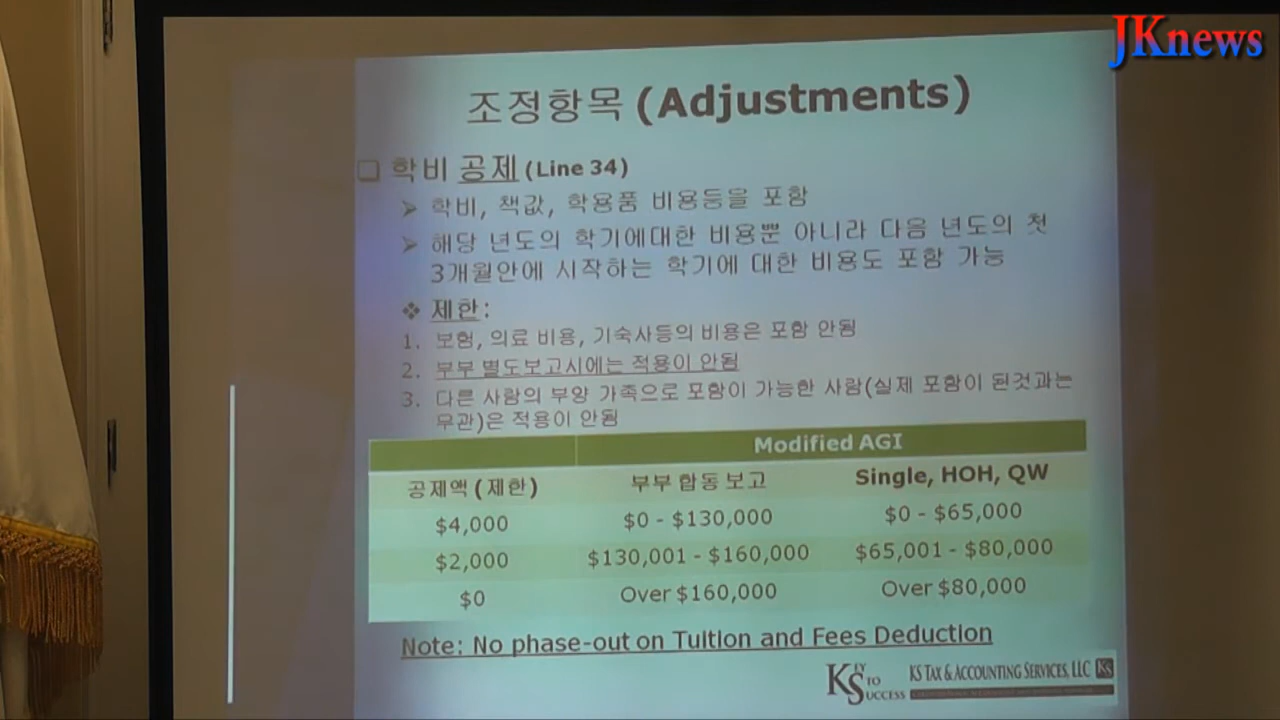 JKnews
조정항목 (Adjustments)
❑ 학비 공제 (Line 34)
➢ 학비, 책값, 학용품 비용등을 포함
➢ 해당 년도의 학기에대한 비용뿐 아니라 다음 년도의 첫
3개월안에 시작하는 학기에 대한 비용도 포함 가능
❖ 제한:
1. 보험, 의료 비용, 기숙사등의 비용은 포함 안됨
2. 부부 별도보고시에는 적용이 안됨
3. 다른 사람의 부양 가족으로 포함이 가능한 사람(실제 포함이 된것과는
무관)은 적용이 안됨
Modified AGI
공제액 (제한) 부부 합동 보고 Single, HOH, QW
$4,000 $0 - $130,000 $0 - $65,000
$2,000 $130,001 - $160,000 $65,001 - $80,000
$0 Over $160,000 Over $80,000
Note: No phase-out on Tuition and Fees Deduction
KEY TO SUCCESS KS TAX & ACCOUNTING SERVICES, LLC KS